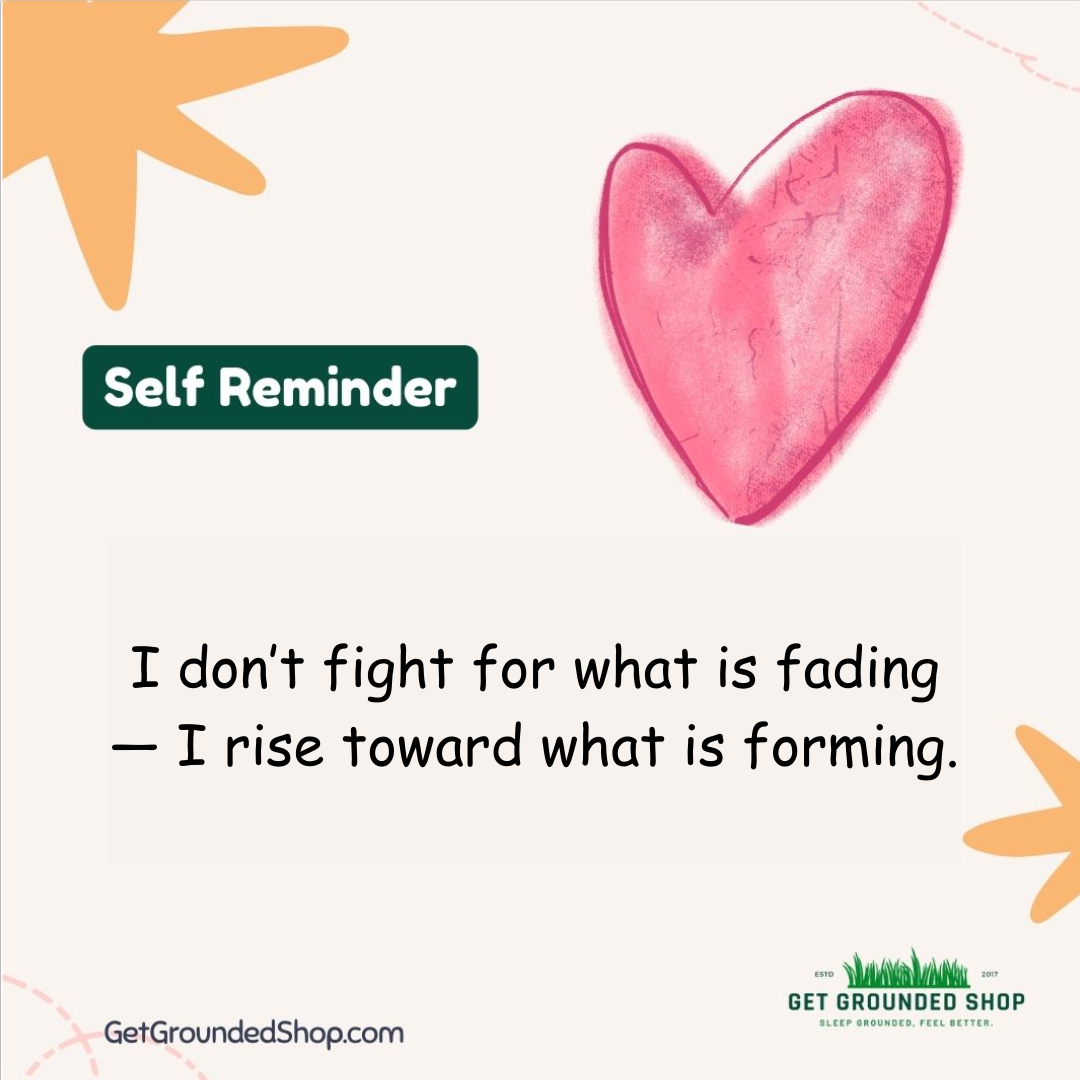 Self Reminder
I don't fight for what is fading
— I rise toward what is forming.
ESTD 2017
GET GROUNDED SHOP
SLEEP GROUNDED, FEEL BETTER.
GetGroundedShop.com